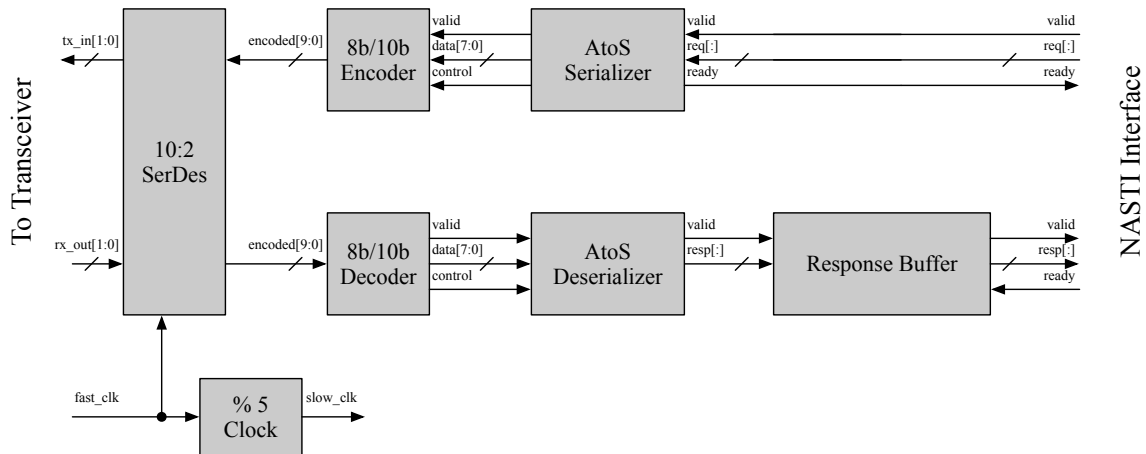 To Transceiver
tx_in[1:0]
10:2
SerDes
encoded[9:0]
8b/10b
Encoder
valid
data[7:0]
control
AtoS
Serializer
valid
req[:]
ready
valid
req[:]
ready
NASTI Interface
rx_out[1:0]
encoded[9:0]
8b/10b
Decoder
valid
data[7:0]
control
AtoS
Deserializer
valid
resp[:]
Response Buffer
valid
resp[:]
ready
fast_clk
% 5
Clock
slow_clk